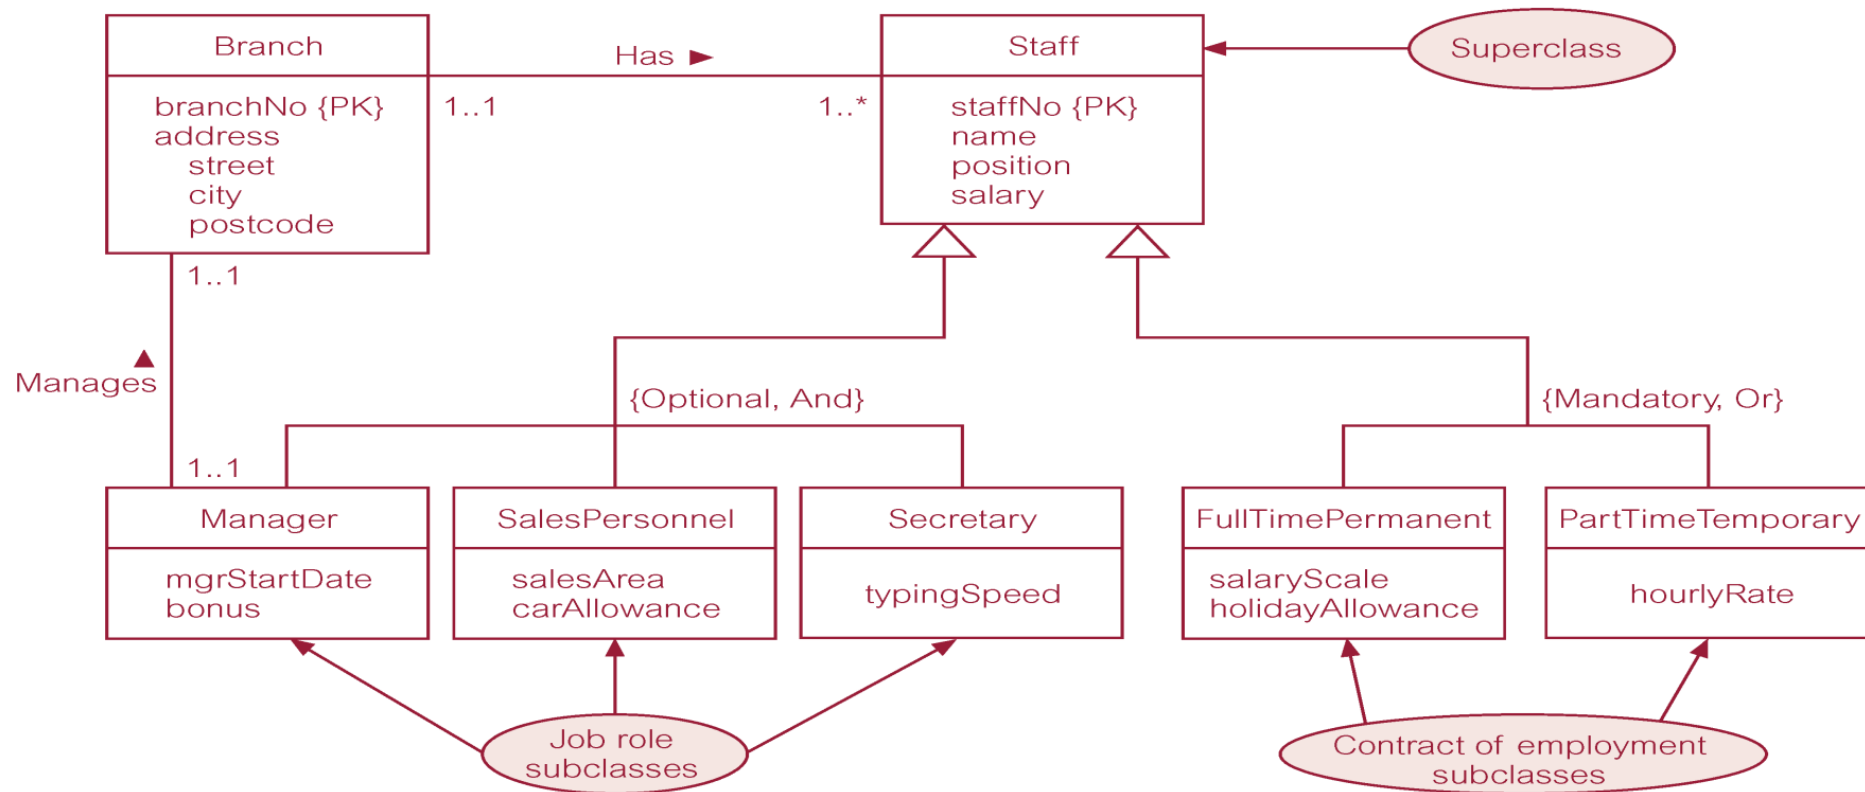 Branch
branchNo {PK}
address
street
city
postcode
Has ►
1..1
1..*
Staff
staffNo {PK}
name
position
salary
Superclass
1..1
▲
Manages
1..1
{Optional, And}
{Mandatory, Or}
Manager
mgrStartDate
bonus
SalesPersonnel
salesArea
carAllowance
Secretary
typingSpeed
FullTimePermanent
salaryScale
holidayAllowance
PartTimeTemporary
hourlyRate
Job role
subclasses
Contract of employment
subclasses